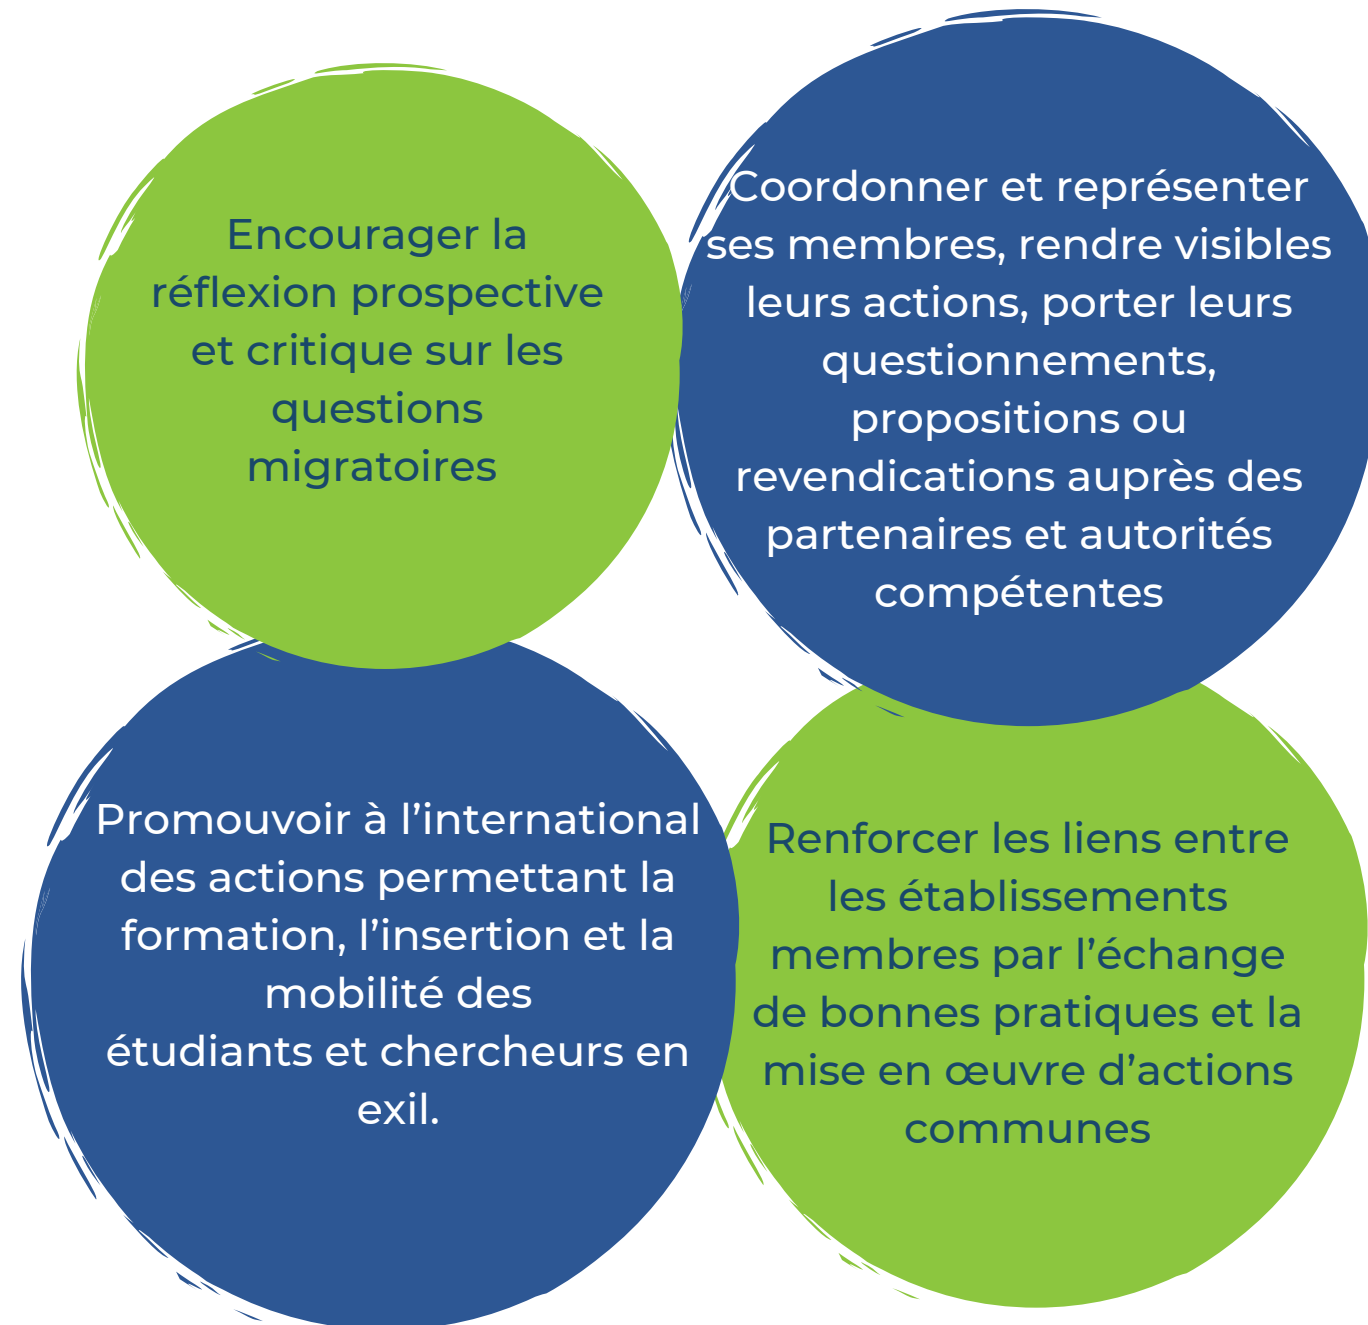 Encourager la
réflexion prospective
et critique sur les
questions
migratoires
Coordonner et représenter
ses membres, rendre visibles
leurs actions, porter leurs
questionnements,
propositions ou
revendications auprès des
partenaires et autorités
compétentes
Promouvoir à l’international
des actions permettant la
formation, l’insertion et la
mobilité des
étudiants et chercheurs en
exil.
Renforcer les liens entre
les établissements
membres par l’échange
de bonnes pratiques et la
mise en œuvre d’actions
communes